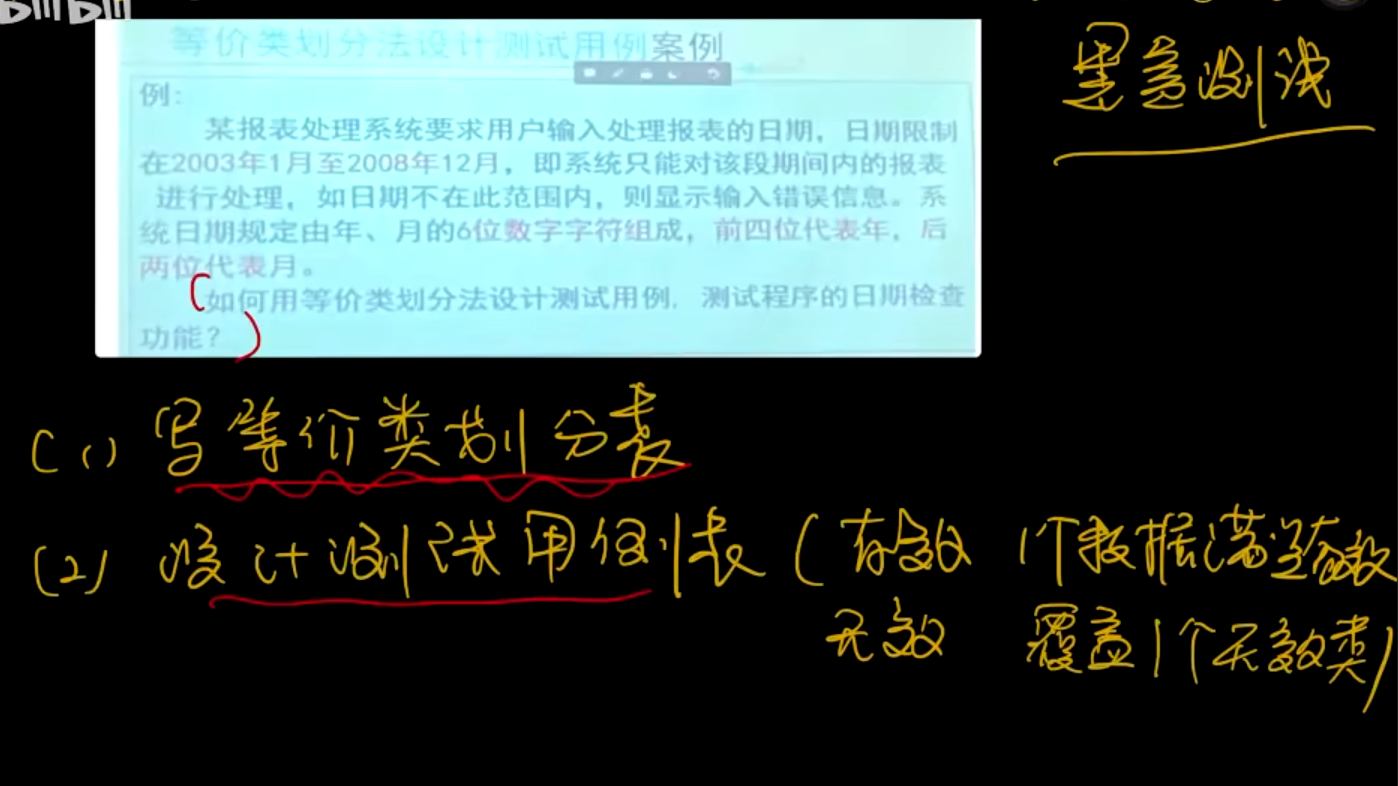 黑盒测试
等价类划分法设计测试用例案例
例：
某报表处理系统要求用户输入处理报表的日期，日期限制
在2003年1月至2008年12月，即系统只能对该段期间内的报表
进行处理，如日期不在此范围内，则显示输入错误信息。系
统日期规定由年、月的6位数字字符组成，前四位代表年，后
两位代表月。
如何用等价类划分法设计测试用例，测试程序的日期检查
功能？
(1) 写等价类划分表
(2) 设计测试用例表 (有效 1个数据满足有效
无效 覆盖1个无效类)